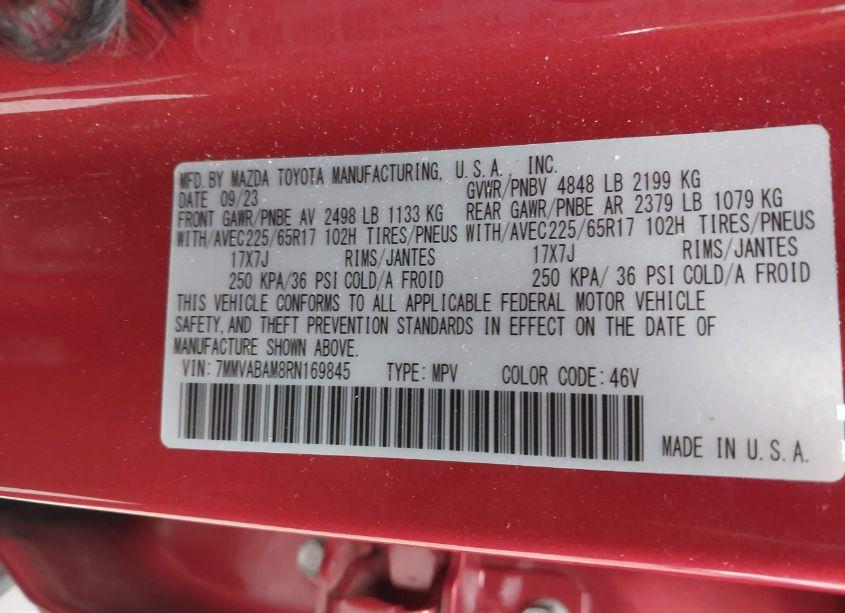 MFD. BY MAZDA TOYOTA MANUFACTURING, U.S.A. INC.
DATE 09/23 GVWR/PNBV 4848 LB 2199 KG
FRONT GAWR/PNBE AV 2498 LB 1133 KG REAR GAWR/PNBE AR 2379 LB 1079 KG
WITH/AVEC225/65R17 102H TIRES/PNEUS WITH/AVEC225/65R17 102H TIRES/PNEUS
17X7J RIMS/JANTES 17X7J RIMS/JANTES
250 KPA/36 PSI COLD/A FROID 250 KPA/ 36 PSI COLD/A FROID
THIS VEHICLE CONFORMS TO ALL APPLICABLE FEDERAL MOTOR VEHICLE
SAFETY, AND THEFT PREVENTION STANDARDS IN EFFECT ON THE DATE OF
MANUFACTURE SHOWN ABOVE.
VIN: 7MMVABAM8RN169845 TYPE: MPV COLOR CODE: 46V
MADE IN U.S.A.